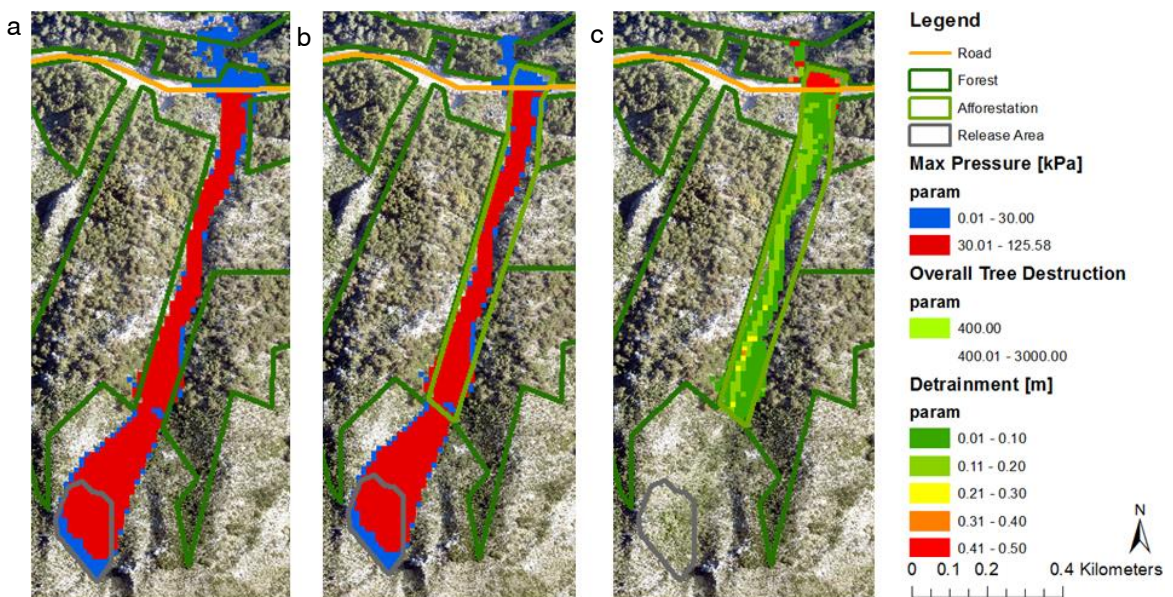 a
b
c
Legend
Road
Forest
Afforestation
Release Area
Max Pressure [kPa]
param
0.01 - 30.00
30.01 - 125.58
Overall Tree Destruction
param
400.00
400.01 - 3000.00
Detrainment [m]
param
0.01 - 0.10
0.11 - 0.20
0.21 - 0.30
0.31 - 0.40
0.41 - 0.50
N
0 0.1 0.2 0.4 Kilometers